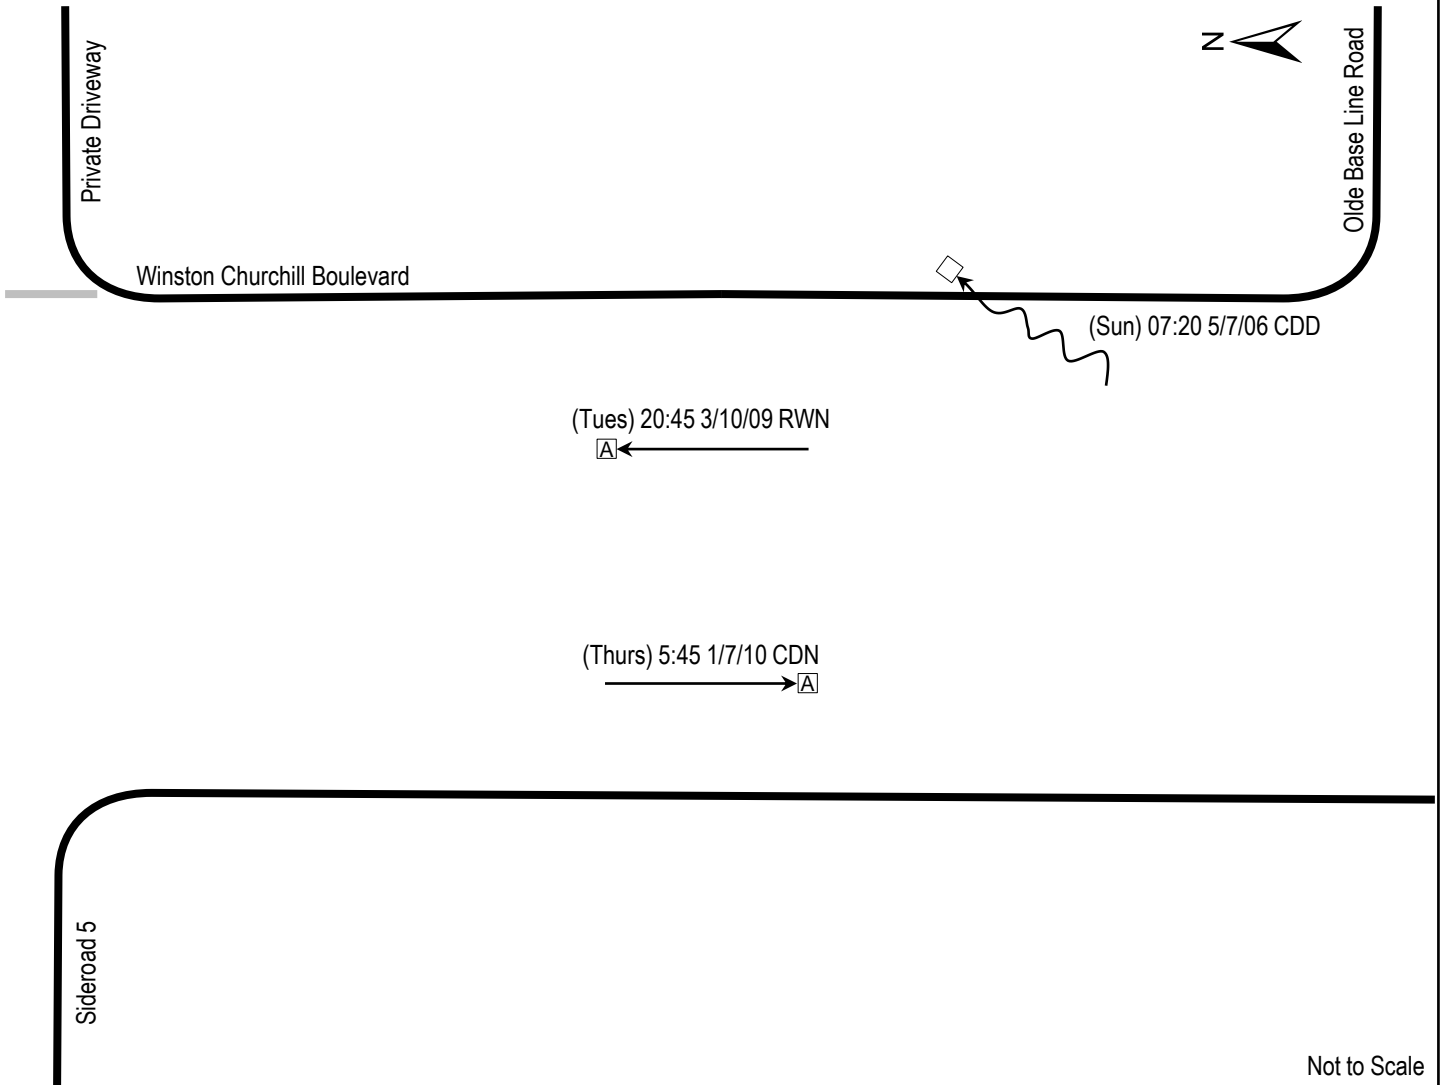 Private Driveway
N
Olde Base Line Road
Winston Churchill Boulevard
(Sun) 07:20 5/7/06 CDD
(Tues) 20:45 3/10/09 RWN
A
(Thurs) 5:45 1/7/10 CDN
A
Sideroad 5
Not to Scale